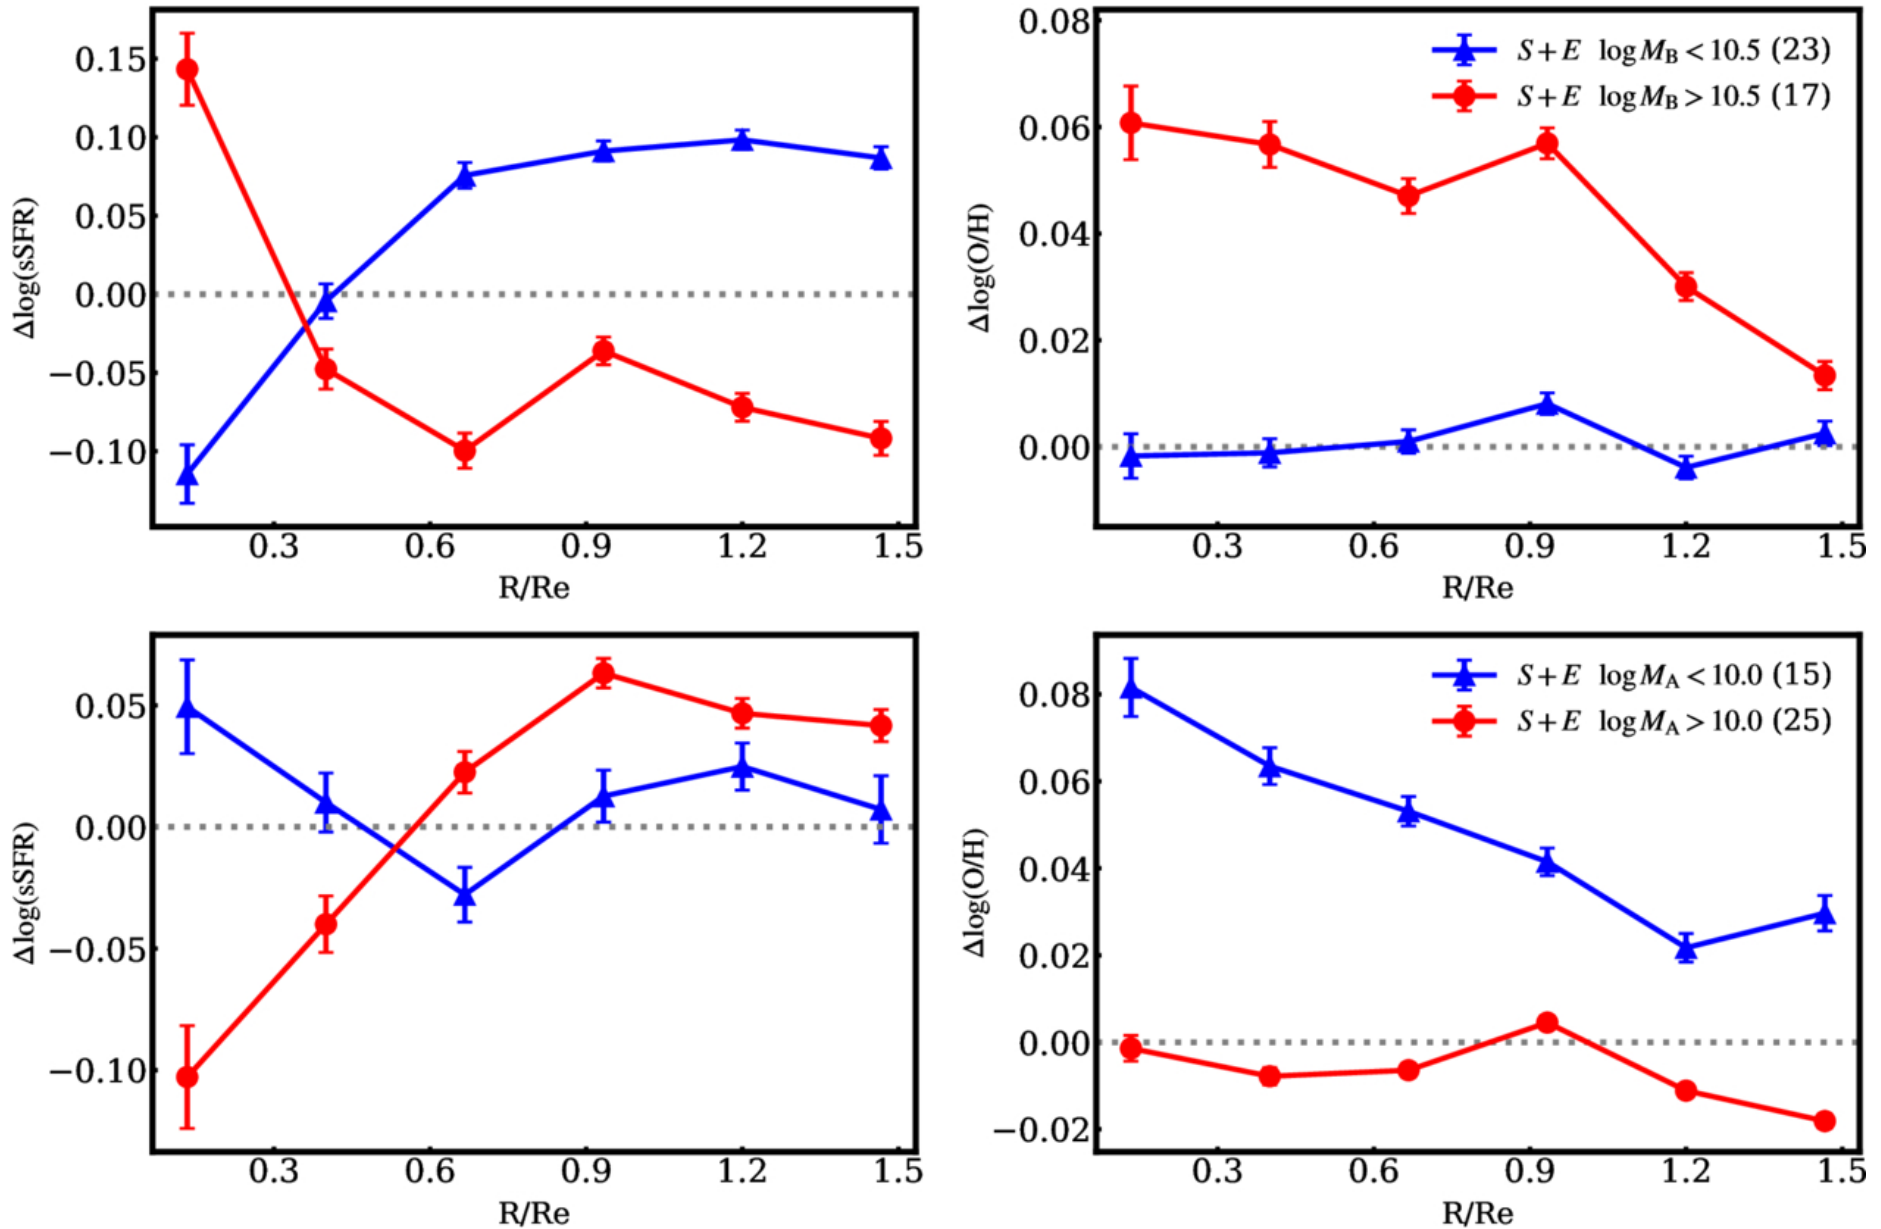 0.15
0.10
0.05
0.00
−0.05
−0.10
Δlog(sSFR)
0.3 0.6 0.9 1.2 1.5
R/Re
0.08
0.06
0.04
0.02
0.00
Δlog(O/H)
S+E log M_B < 10.5 (23)
S+E log M_B > 10.5 (17)
0.3 0.6 0.9 1.2 1.5
R/Re
0.05
0.00
−0.05
−0.10
Δlog(sSFR)
0.3 0.6 0.9 1.2 1.5
R/Re
0.08
0.06
0.04
0.02
0.00
−0.02
Δlog(O/H)
S+E log M_A < 10.0 (15)
S+E log M_A > 10.0 (25)
0.3 0.6 0.9 1.2 1.5
R/Re